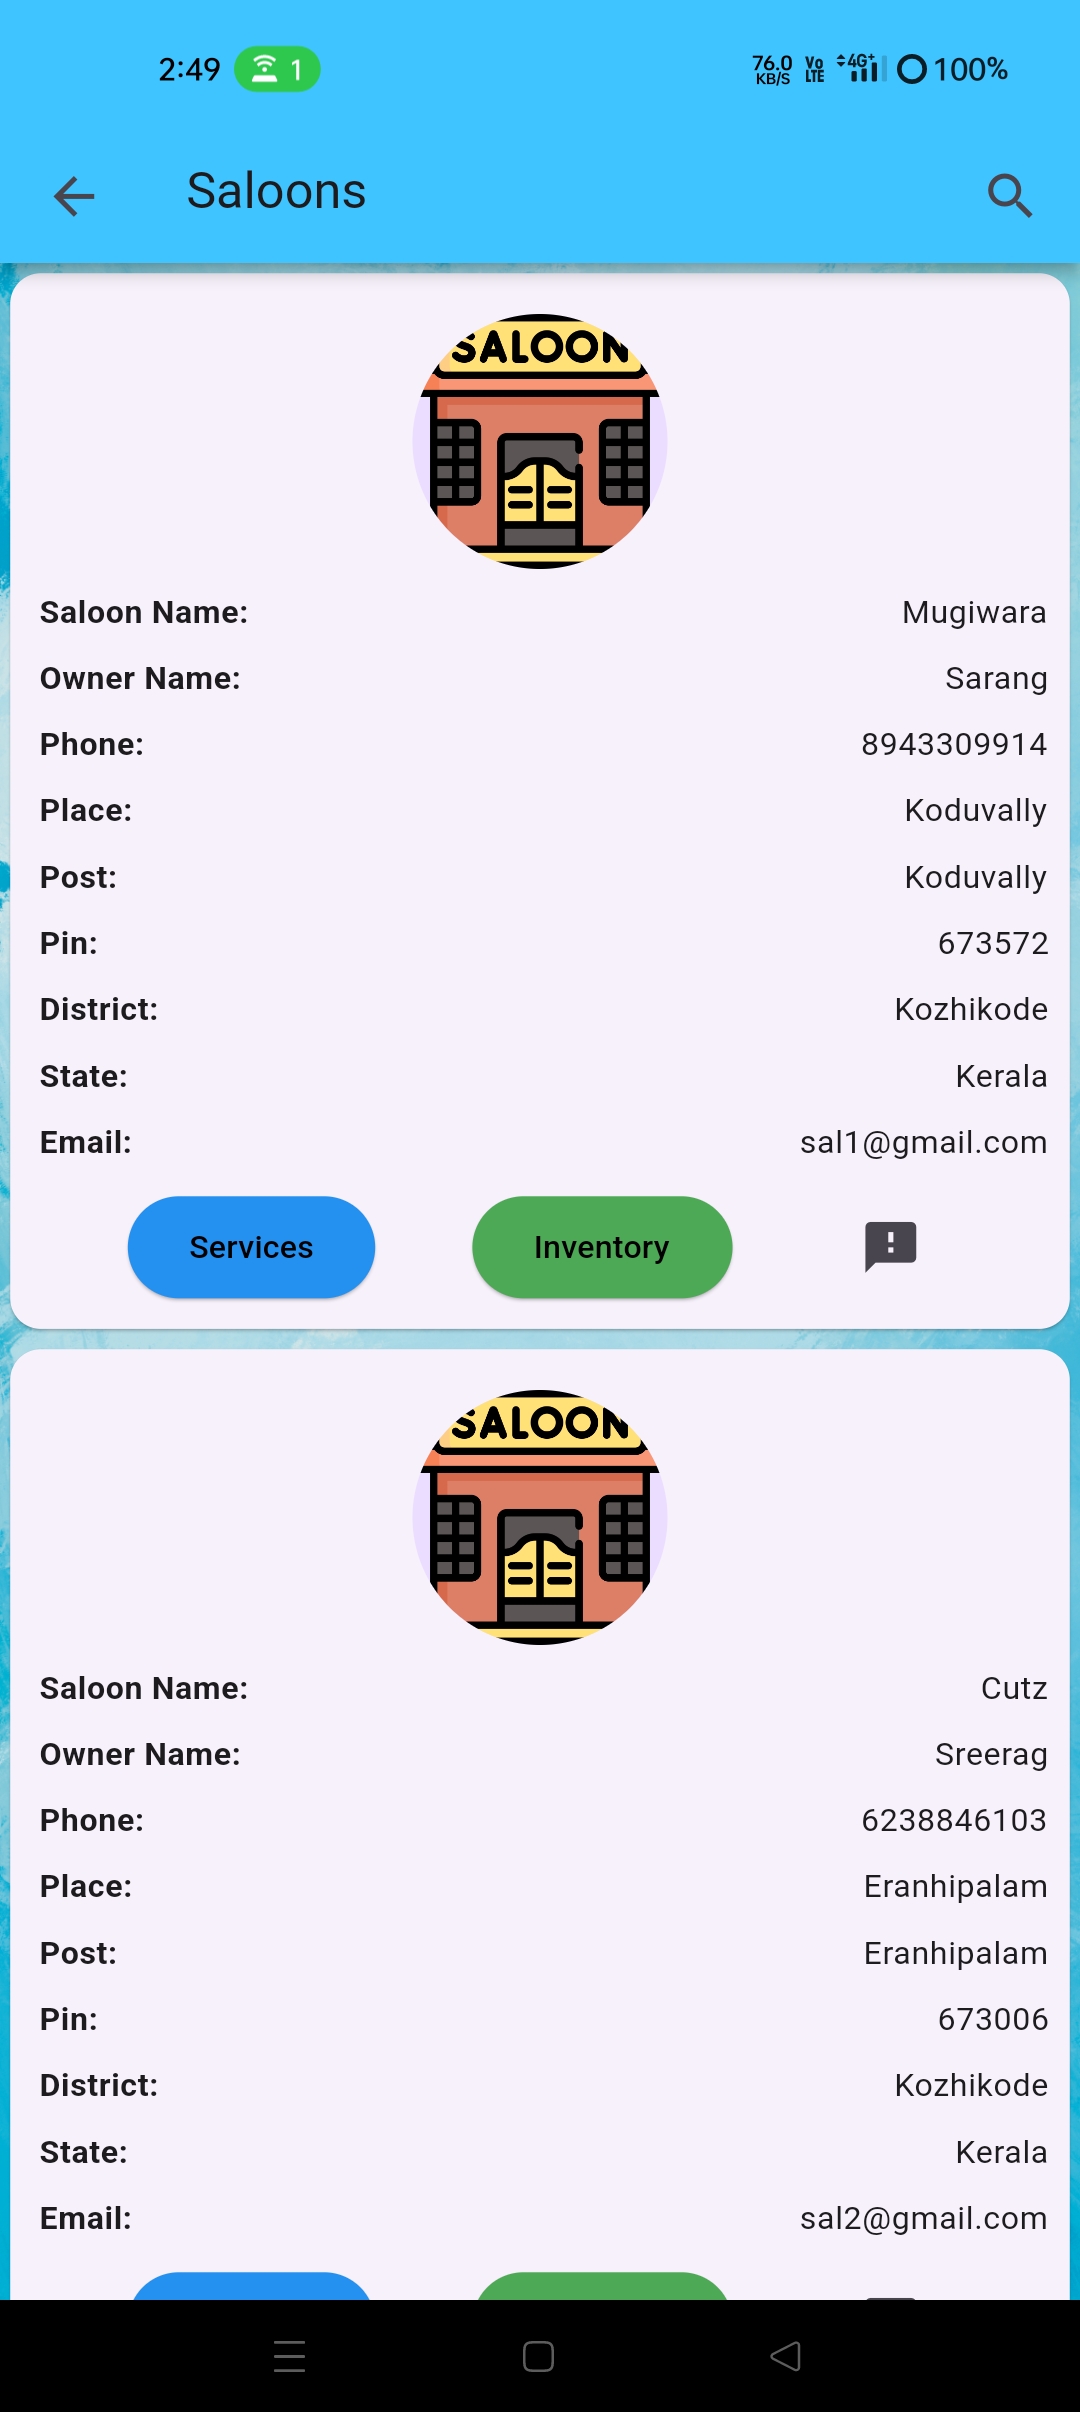 2:49 1 76.0 KB/S Vo LTE 4G+ 100%
Saloons
SALOON
Saloon Name: Mugiwara
Owner Name: Sarang
Phone: 8943309914
Place: Koduvally
Post: Koduvally
Pin: 673572
District: Kozhikode
State: Kerala
Email: sal1@gmail.com
Services Inventory
SALOON
Saloon Name: Cutz
Owner Name: Sreerag
Phone: 6238846103
Place: Eranhipalam
Post: Eranhipalam
Pin: 673006
District: Kozhikode
State: Kerala
Email: sal2@gmail.com